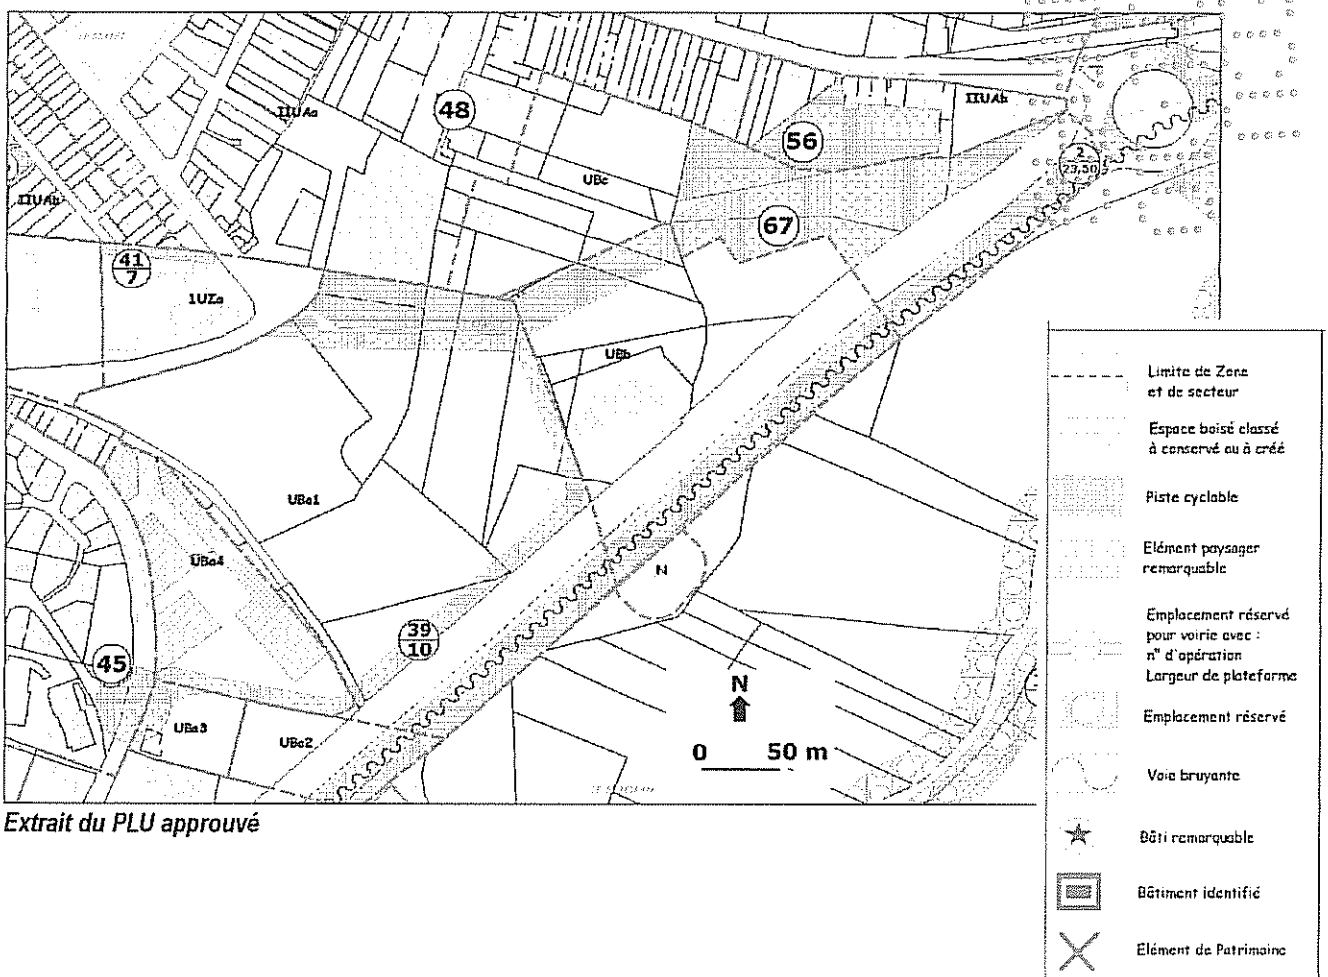 48
IIUAa
IIUAb
56
2
23,50
UBc
IIUAb
67
41
7
1UZa
UBb
UBa1
UBa4
N
39
10
45
UBa3
UBa2
N
0 50 m
Extrait du PLU approuvé
Limite de Zone
et de secteur
Espace boisé classé
à conservé ou à créé
Piste cyclable
Elément paysager
remarquable
Emplacement réservé
pour voirie avec :
n° d'opération
Largeur de plateforme
Emplacement réservé
Voie bruyante
Bâti remarquable
Bâtiment identifié
Elément de Patrimoine